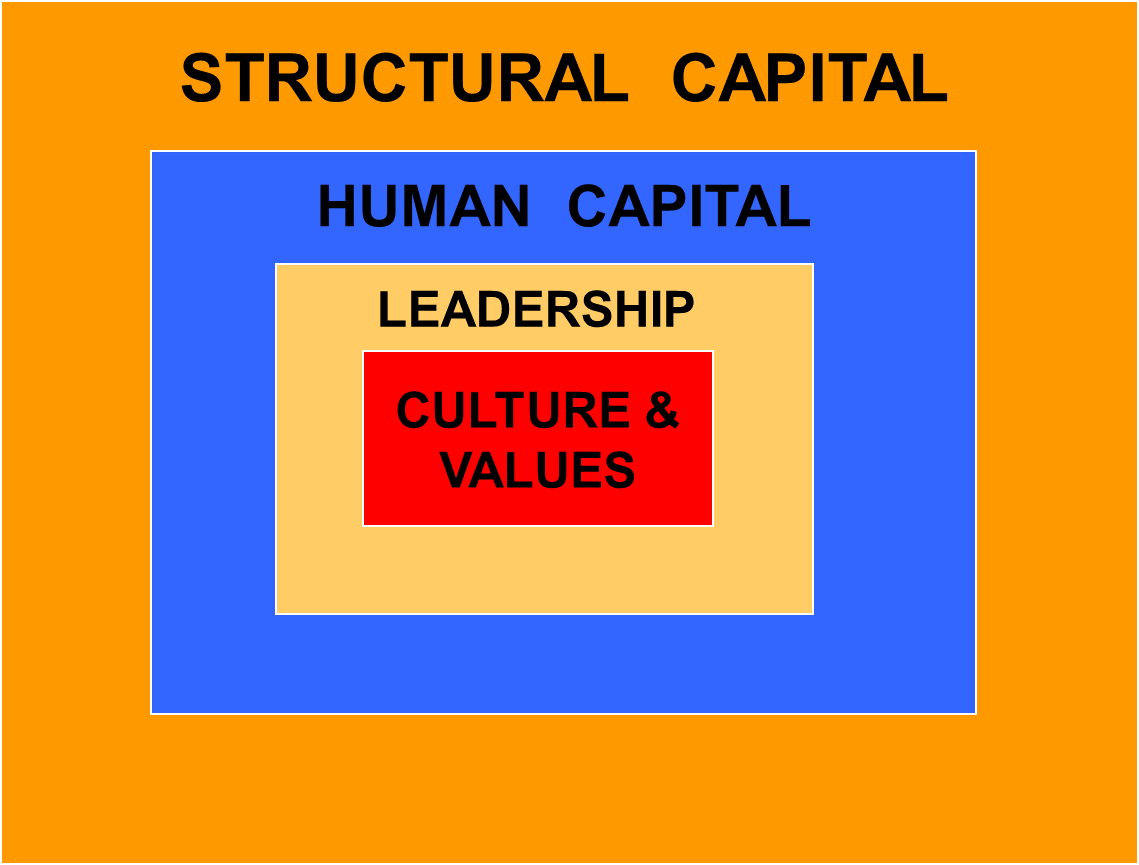 STRUCTURAL CAPITAL
HUMAN CAPITAL
LEADERSHIP
CULTURE &
VALUES